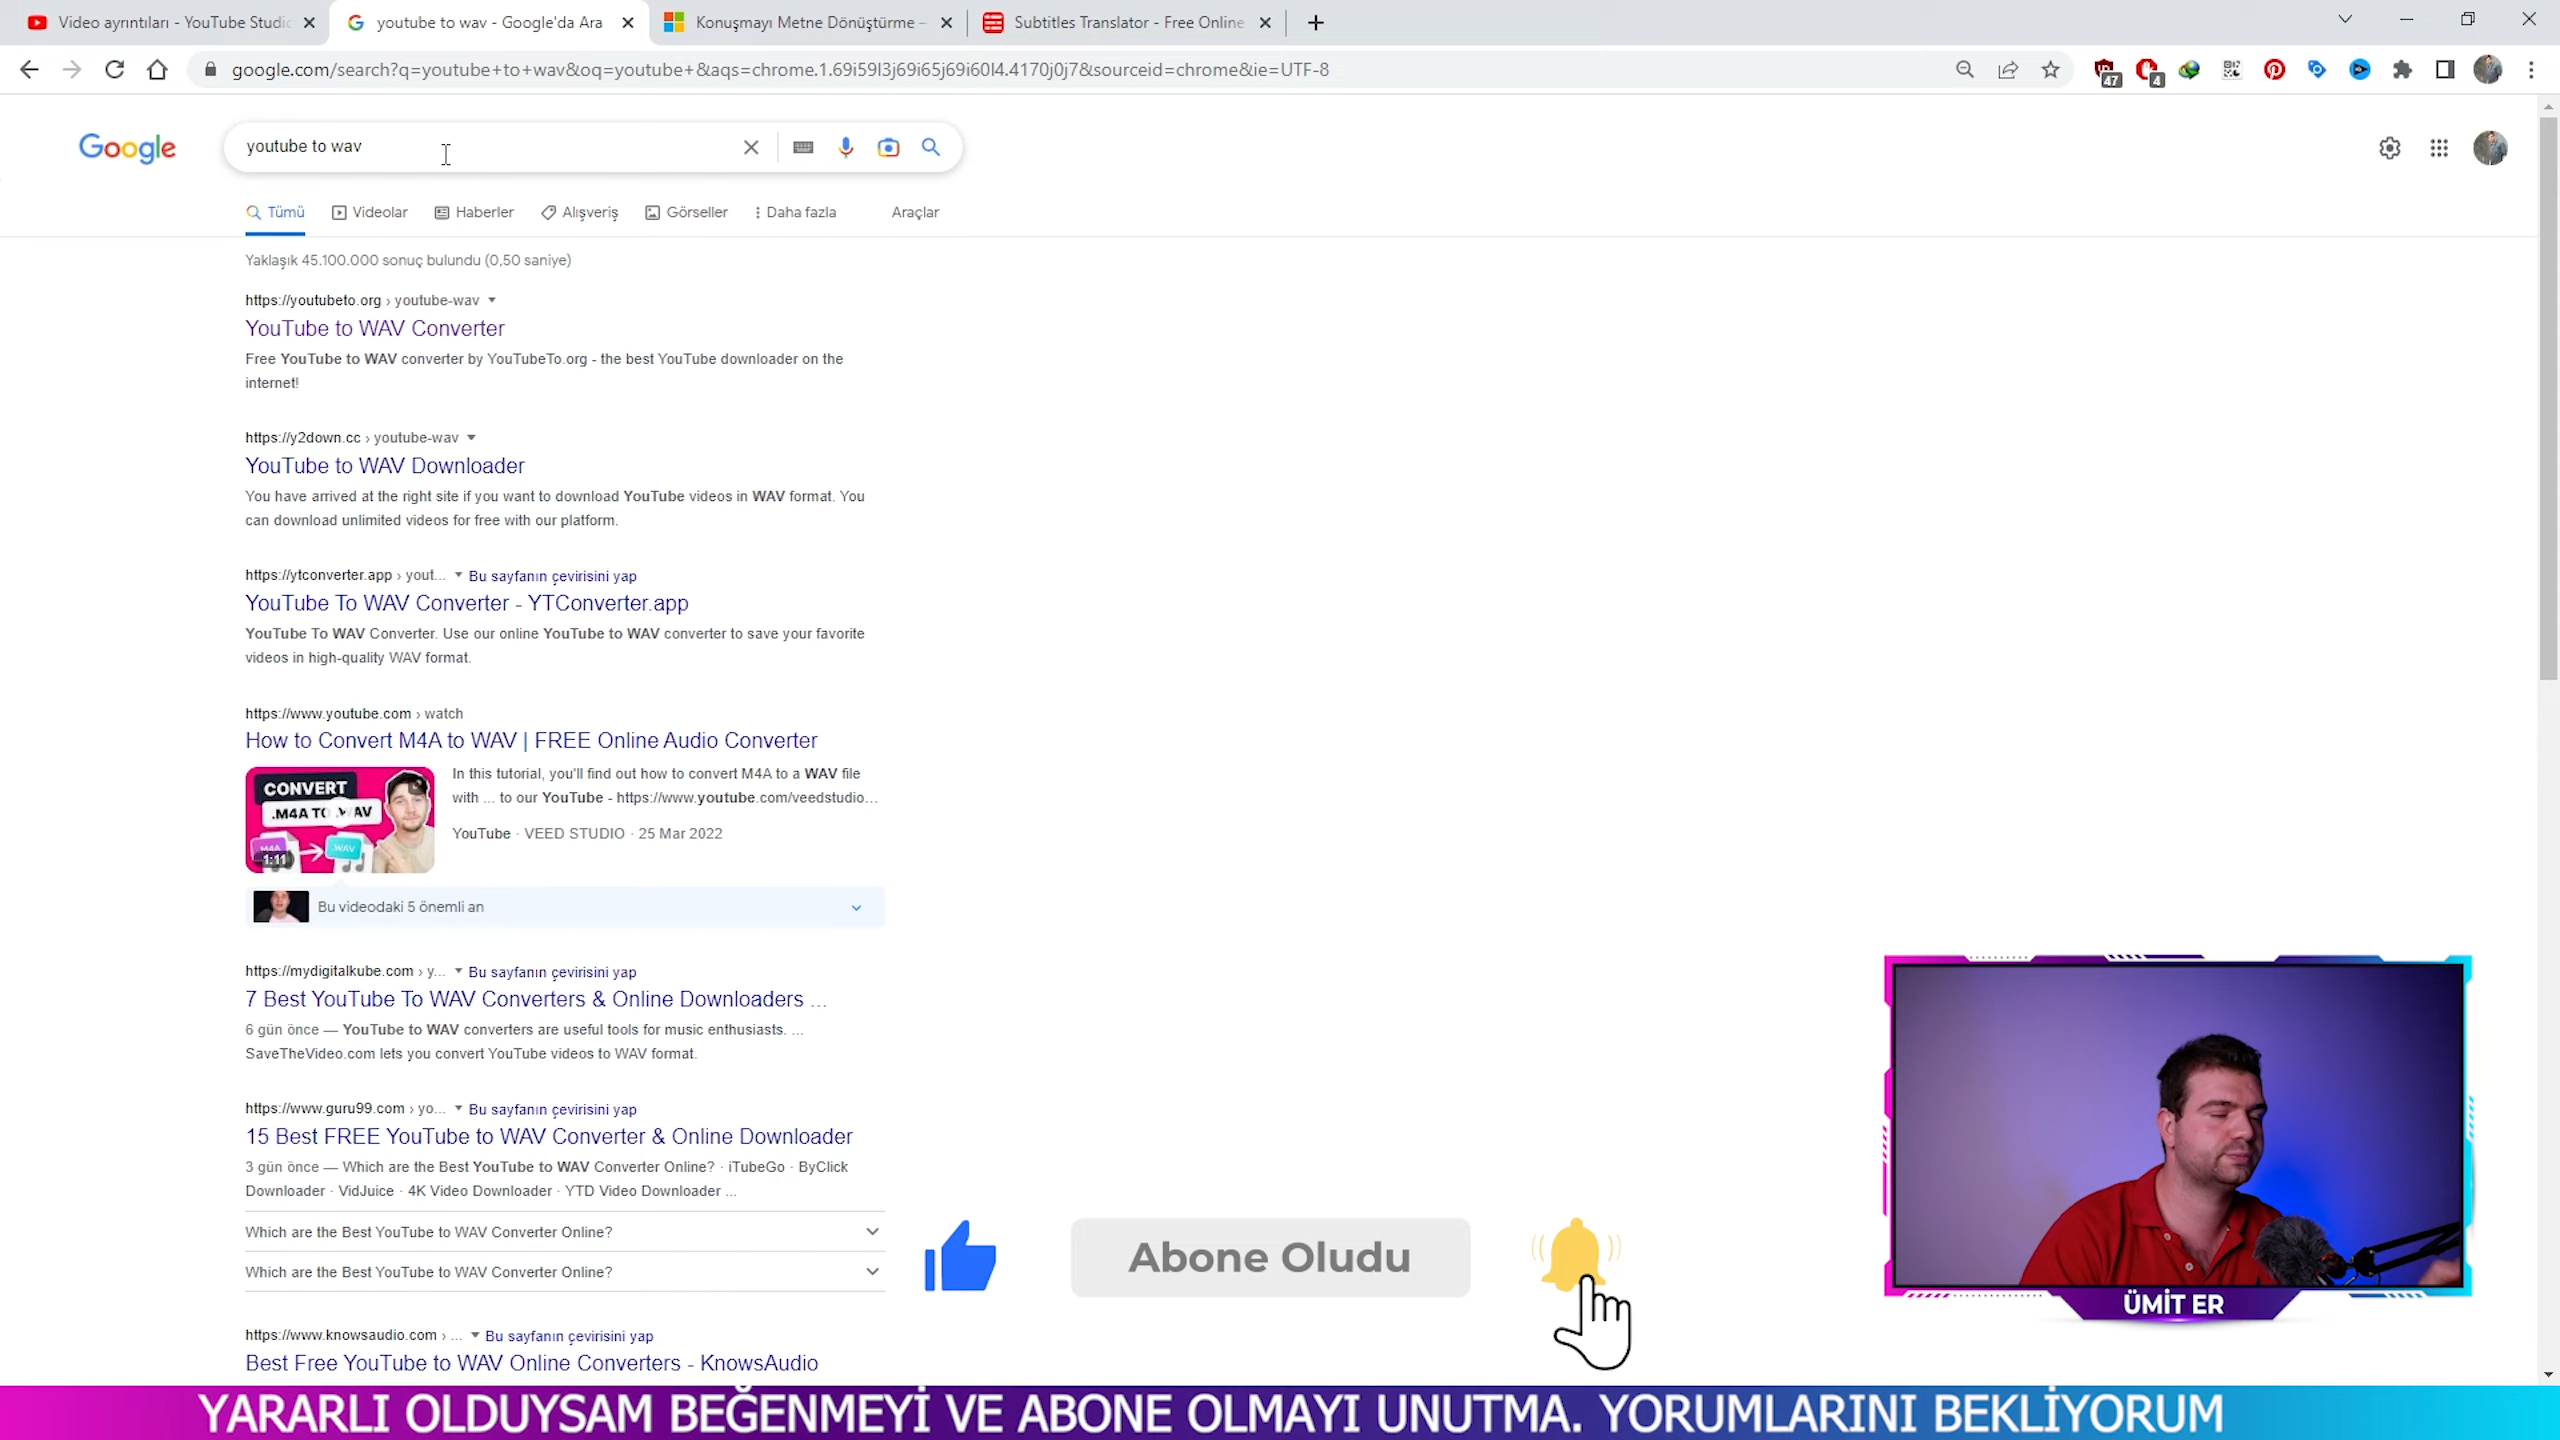 Video ayrıntıları - YouTube Studio
youtube to wav - Google'da Ara
Konuşmayı Metne Dönüştürme –
Subtitles Translator - Free Online
google.com/search?q=youtube+to+wav&oq=youtube+&aqs=chrome.1.69i59l3j69i65j69i60l4.4170j0j7&sourceid=chrome&ie=UTF-8
47
4
Google
youtube to wav
Tümü Videolar Haberler Alışveriş Görseller Daha fazla Araçlar
Yaklaşık 45.100.000 sonuç bulundu (0,50 saniye)
https://youtubeto.org › youtube-wav
YouTube to WAV Converter
Free YouTube to WAV converter by YouTubeTo.org - the best YouTube downloader on the
internet!
https://y2down.cc › youtube-wav
YouTube to WAV Downloader
You have arrived at the right site if you want to download YouTube videos in WAV format. You
can download unlimited videos for free with our platform.
https://ytconverter.app › yout... Bu sayfanın çevirisini yap
YouTube To WAV Converter - YTConverter.app
YouTube To WAV Converter. Use our online YouTube to WAV converter to save your favorite
videos in high-quality WAV format.
https://www.youtube.com › watch
How to Convert M4A to WAV | FREE Online Audio Converter
CONVERT
.M4A TO .WAV
M4A
WAV
1:11
In this tutorial, you'll find out how to convert M4A to a WAV file
with ... to our YouTube - https://www.youtube.com/veedstudio...
YouTube · VEED STUDIO · 25 Mar 2022
Bu videodaki 5 önemli an
https://mydigitalkube.com › y... Bu sayfanın çevirisini yap
7 Best YouTube To WAV Converters & Online Downloaders ...
6 gün önce — YouTube to WAV converters are useful tools for music enthusiasts. ...
SaveTheVideo.com lets you convert YouTube videos to WAV format.
https://www.guru99.com › yo... Bu sayfanın çevirisini yap
15 Best FREE YouTube to WAV Converter & Online Downloader
3 gün önce — Which are the Best YouTube to WAV Converter Online? · iTubeGo · ByClick
Downloader · VidJuice · 4K Video Downloader · YTD Video Downloader ...
Which are the Best YouTube to WAV Converter Online?
Which are the Best YouTube to WAV Converter Online?
Abone Oludu
ÜMİT ER
https://www.knowsaudio.com › ... Bu sayfanın çevirisini yap
Best Free YouTube to WAV Online Converters - KnowsAudio
YARARLI OLDUYSAM BEĞENMEYİ VE ABONE OLMAYI UNUTMA. YORUMLARINI BEKLİYORUM